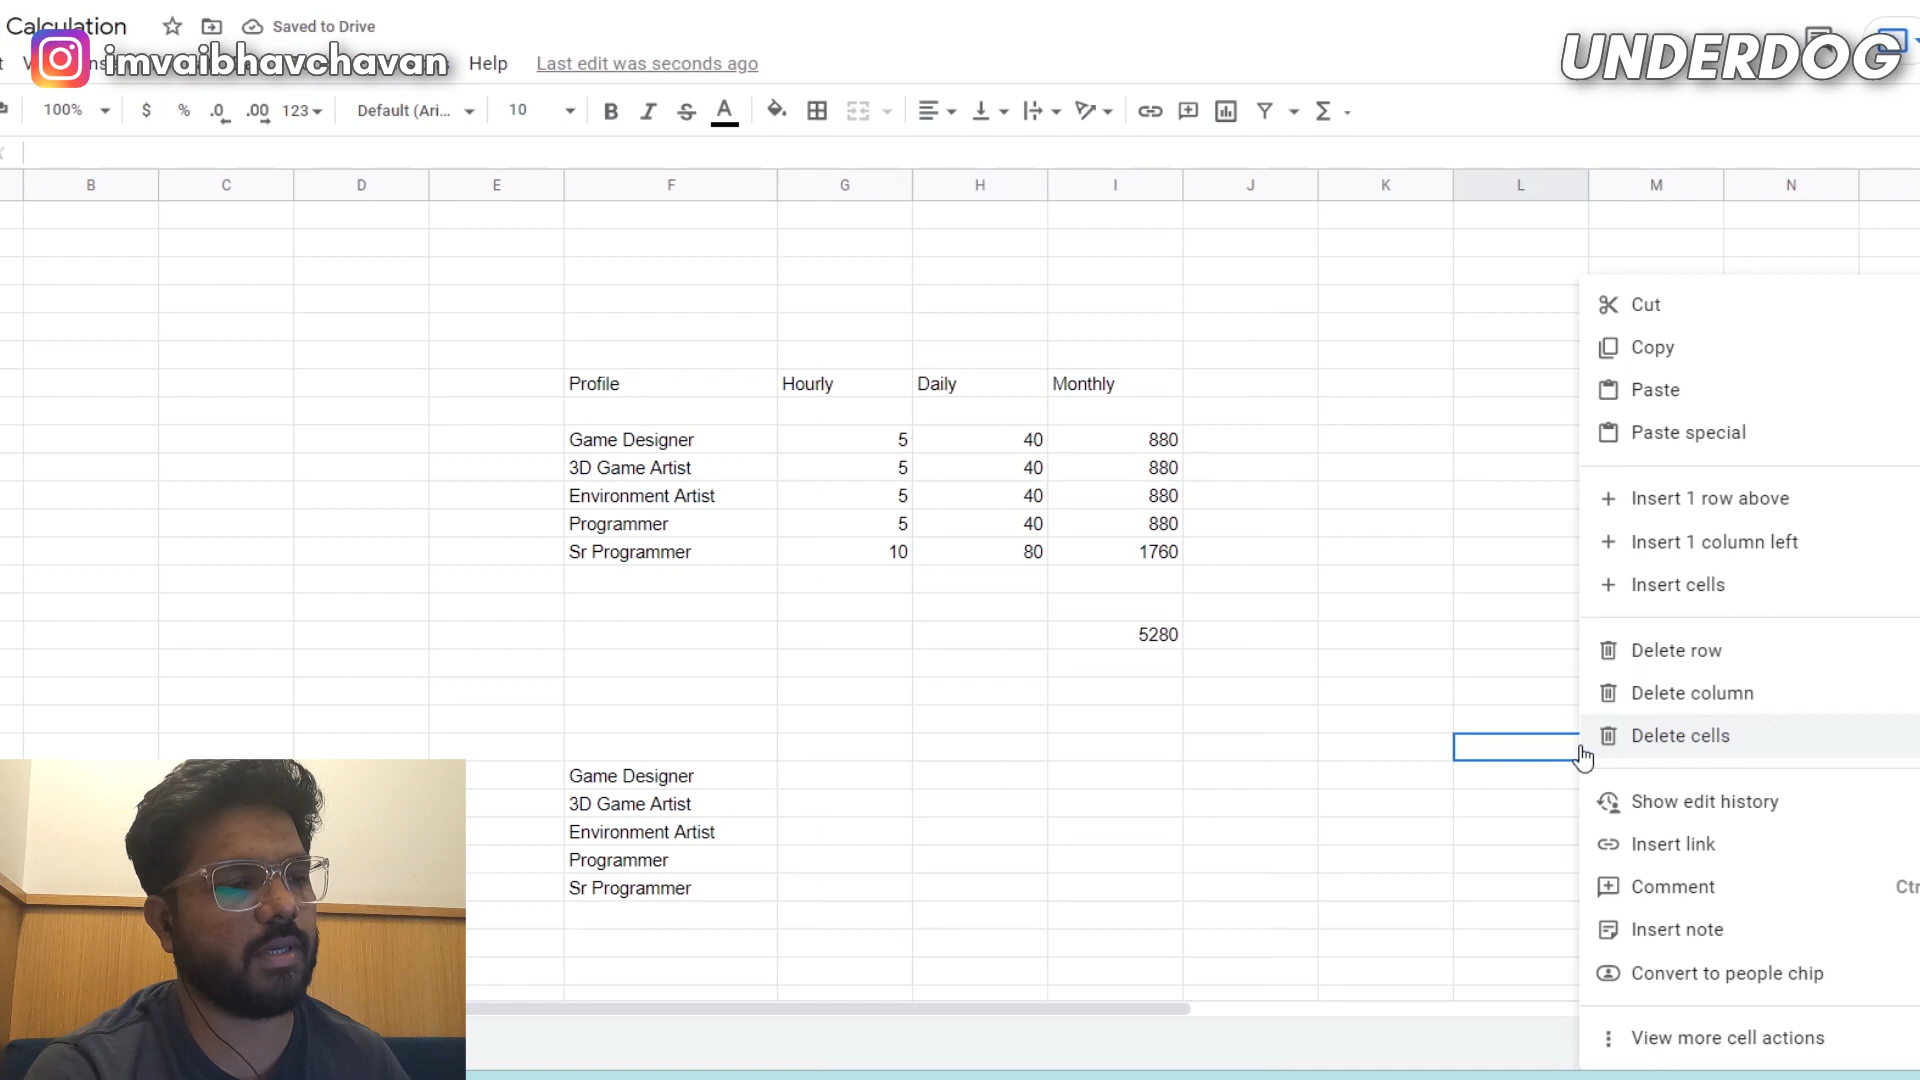 Calculation Saved to Drive
imvaibhavchavan Help Last edit was seconds ago
UNDERDOG
100% $ % .0 .00 123 Default (Ari... 10 B I S A Σ
B C D E F G H I J K L M N
Profile Hourly Daily Monthly
Game Designer 5 40 880
3D Game Artist 5 40 880
Environment Artist 5 40 880
Programmer 5 40 880
Sr Programmer 10 80 1760
5280
Game Designer
3D Game Artist
Environment Artist
Programmer
Sr Programmer
Cut
Copy
Paste
Paste special
Insert 1 row above
Insert 1 column left
Insert cells
Delete row
Delete column
Delete cells
Show edit history
Insert link
Comment Ctr
Insert note
Convert to people chip
View more cell actions